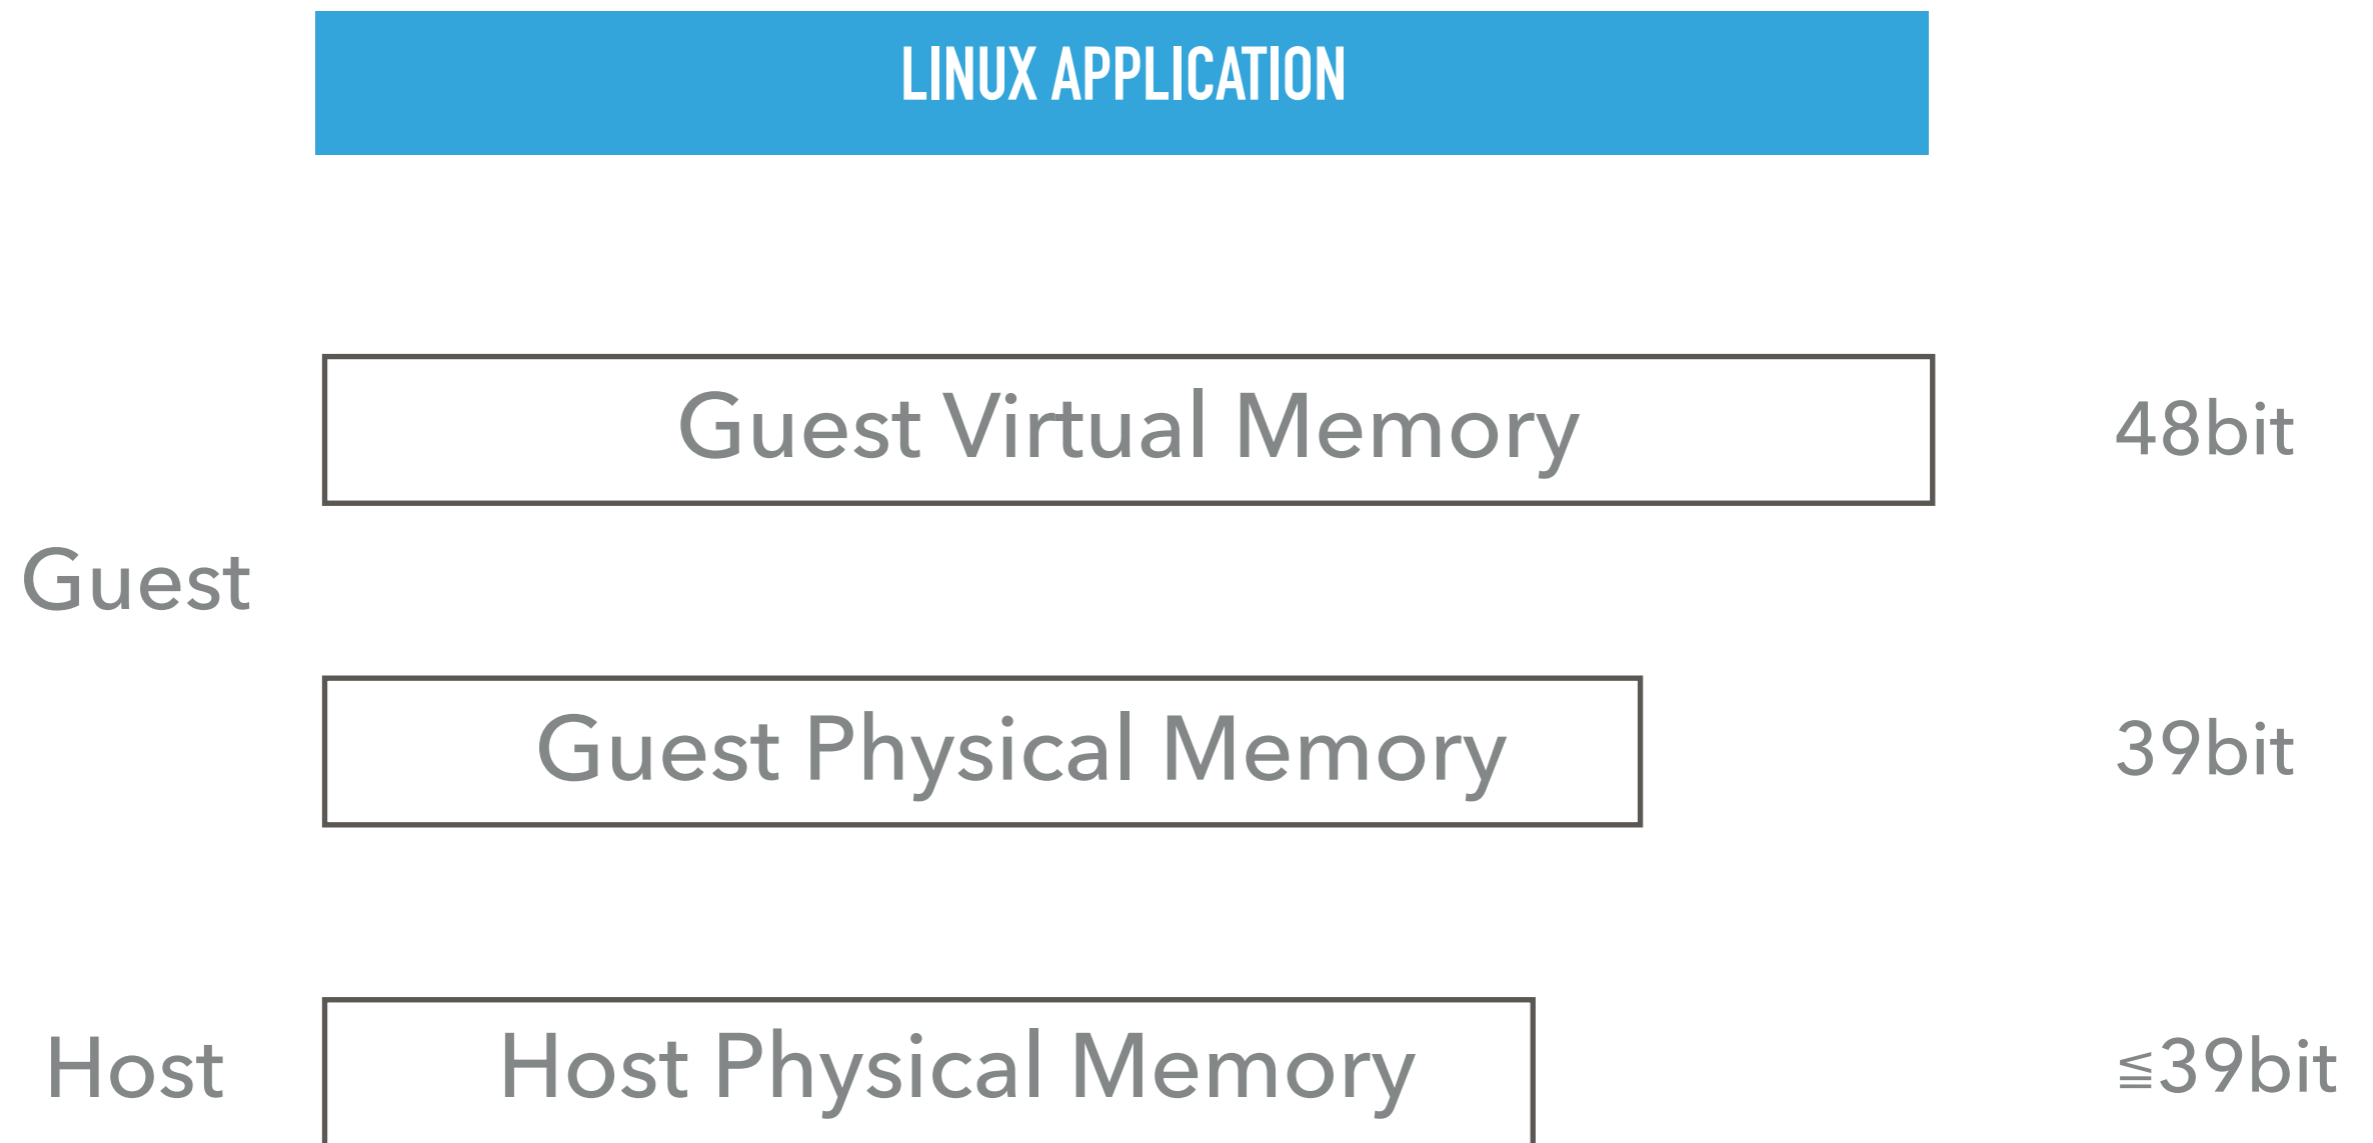 LINUX APPLICATION
Guest Virtual Memory
48bit
Guest
Guest Physical Memory
39bit
Host
Host Physical Memory
≦39bit